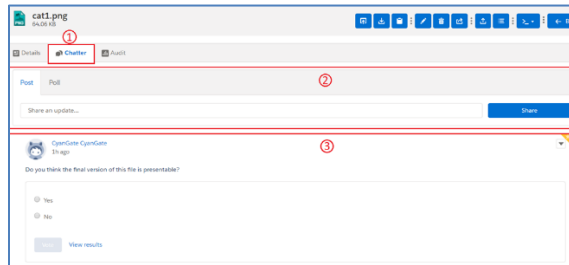 cat1.png
64.06 KB
①
Details
Chatter
Audit
Post
Poll
②
Share an update...
Share
CyanGate CyanGate
1h ago
③
Do you think the final version of this file is presentable?
Yes
No
View results